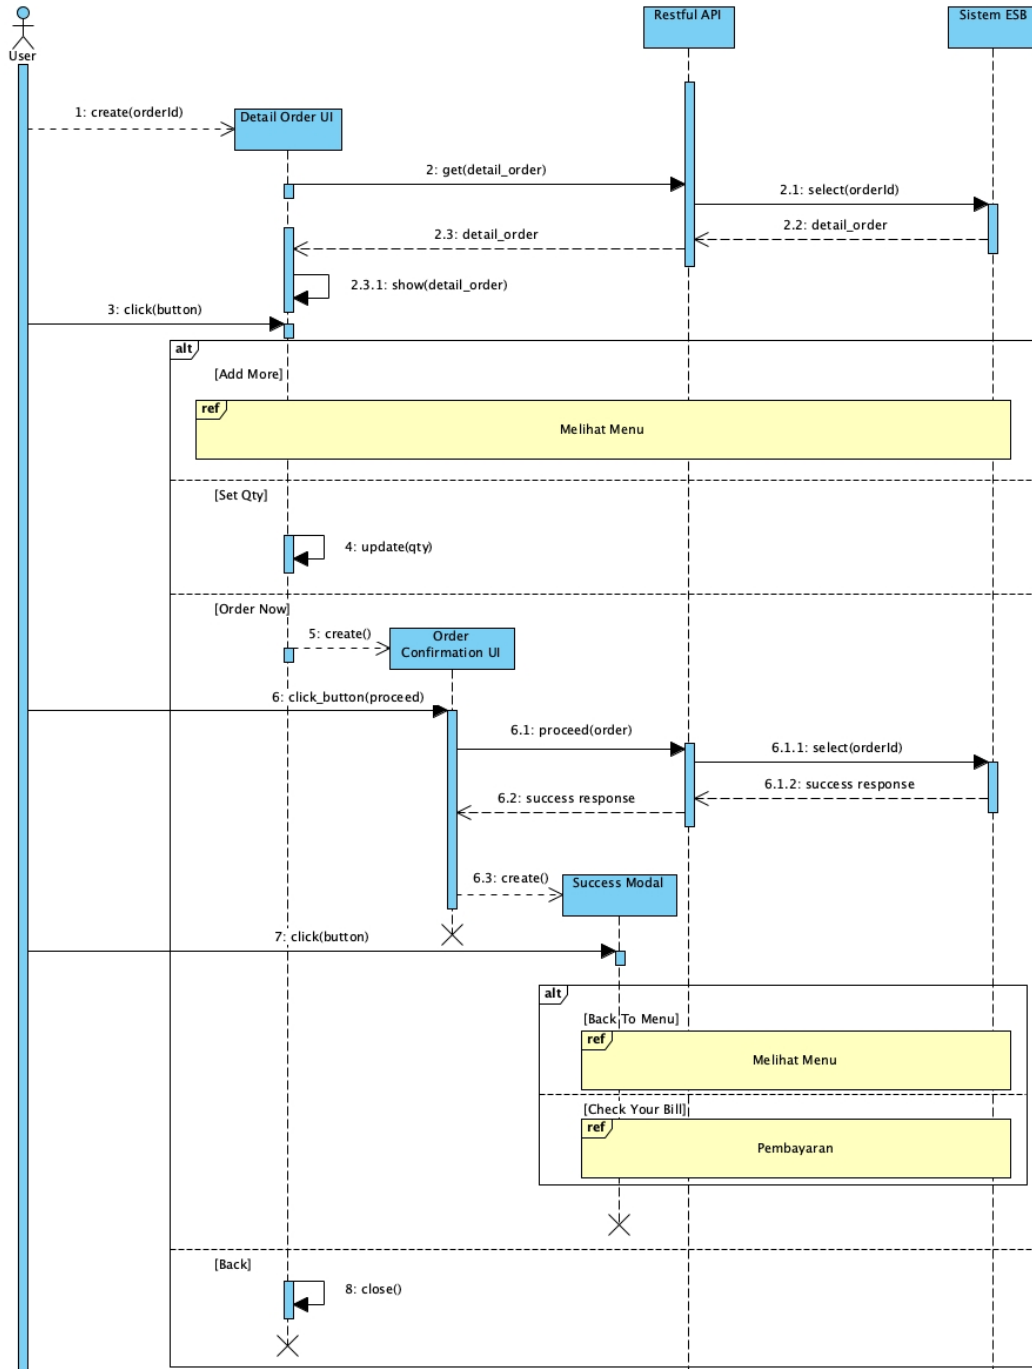 Restful API
Sistem ESB
User
1: create(orderId)
Detail Order UI
2: get(detail_order)
2.1: select(orderId)
2.2: detail_order
2.3: detail_order
2.3.1: show(detail_order)
3: click(button)
alt
[Add More]
ref
Melihat Menu
[Set Qty]
4: update(qty)
[Order Now]
5: create()
Order
Confirmation UI
6: click_button(proceed)
6.1: proceed(order)
6.1.1: select(orderId)
6.1.2: success response
6.2: success response
6.3: create()
Success Modal
7: click(button)
alt
[Back To Menu]
ref
Melihat Menu
[Check Your Bill]
ref
Pembayaran
[Back]
8: close()